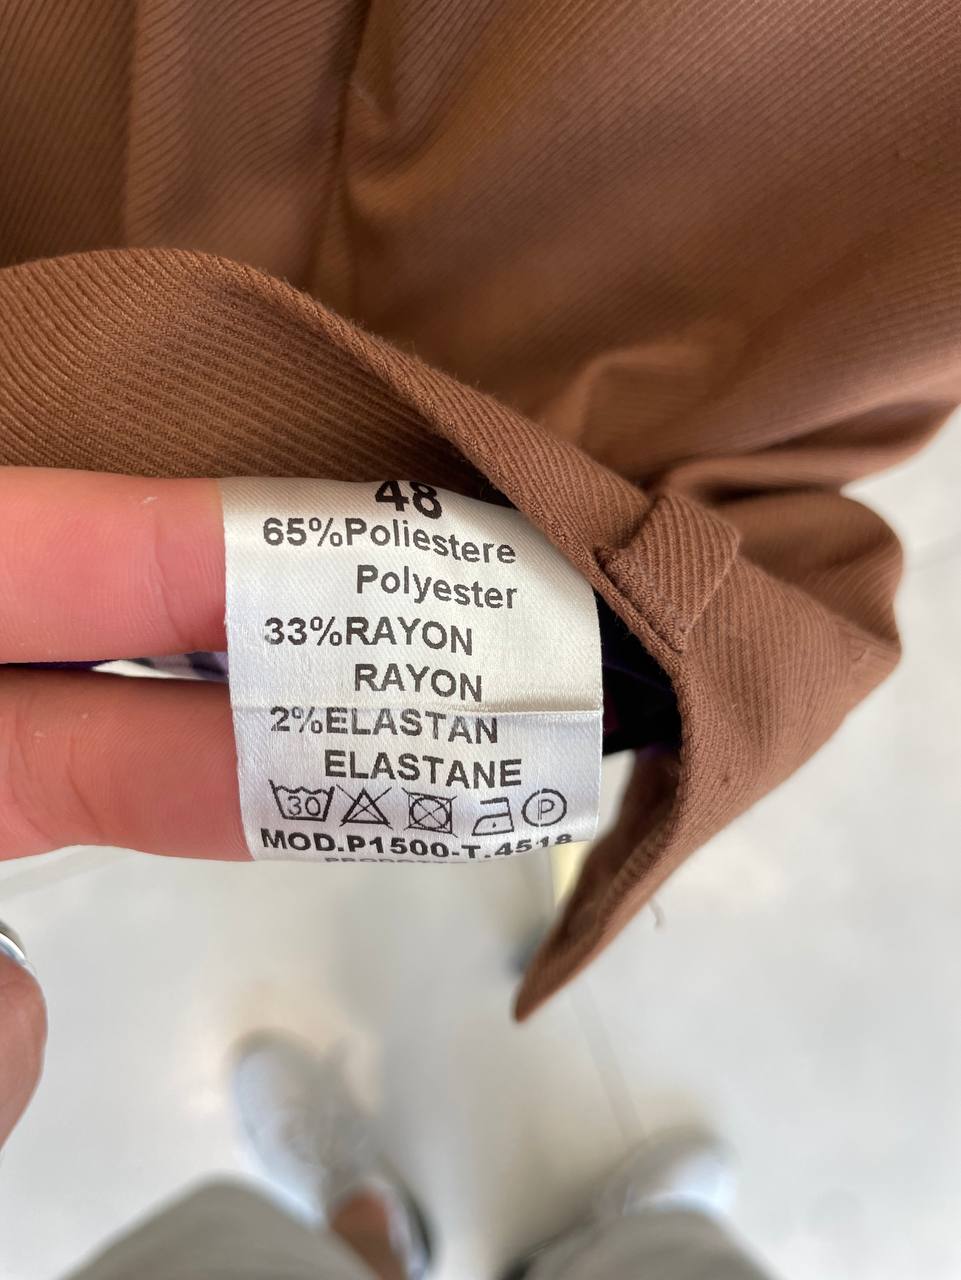 48
65%Poliestere
Polyester
33%RAYON
RAYON
2%ELASTAN
ELASTANE
30 P
MOD.P1500-T.4518